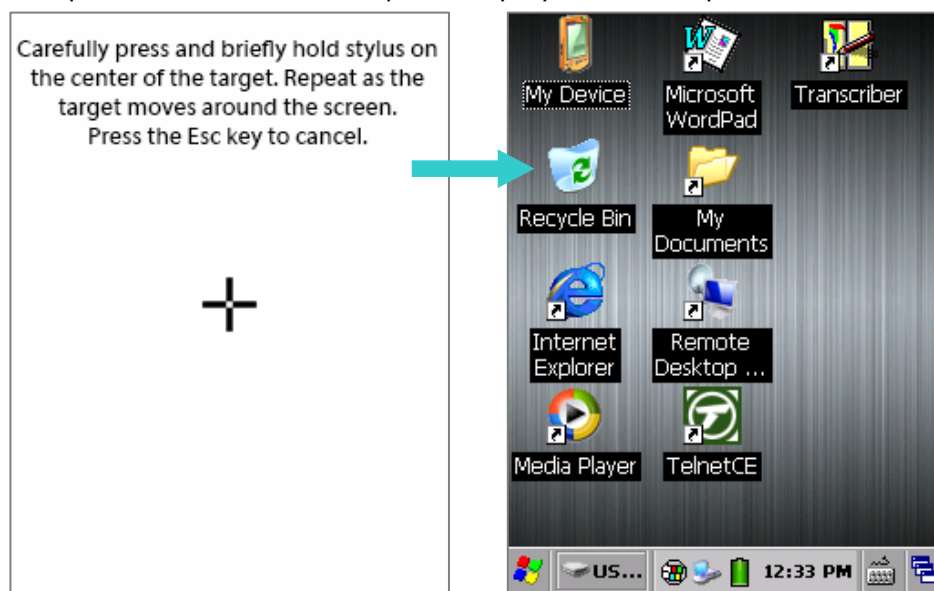 Carefully press and briefly hold stylus on
the center of the target. Repeat as the
target moves around the screen.
Press the Esc key to cancel.
My Device
Microsoft
WordPad
Transcriber
Recycle Bin
My
Documents
Internet
Explorer
Remote
Desktop ...
Media Player
TelnetCE
US...
12:33 PM